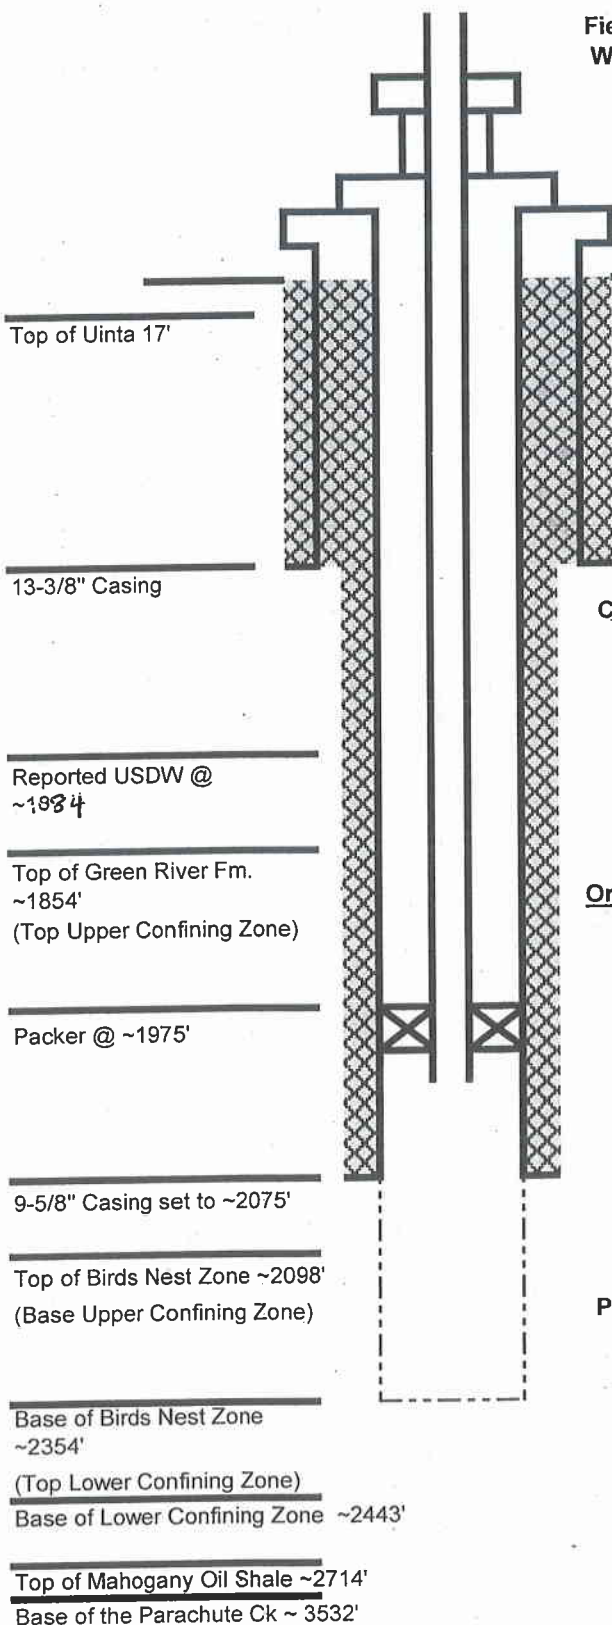 Fie
W
Top of Uinta 17'
13-3/8" Casing
C
Reported USDW @
~1884
Top of Green River Fm.
~1854'
(Top Upper Confining Zone)
Or
Packer @ ~1975'
9-5/8" Casing set to ~2075'
Top of Birds Nest Zone ~2098'
(Base Upper Confining Zone)
P
Base of Birds Nest Zone
~2354'
(Top Lower Confining Zone)
Base of Lower Confining Zone ~2443'
Top of Mahogany Oil Shale ~2714'
Base of the Parachute Ck ~ 3532'